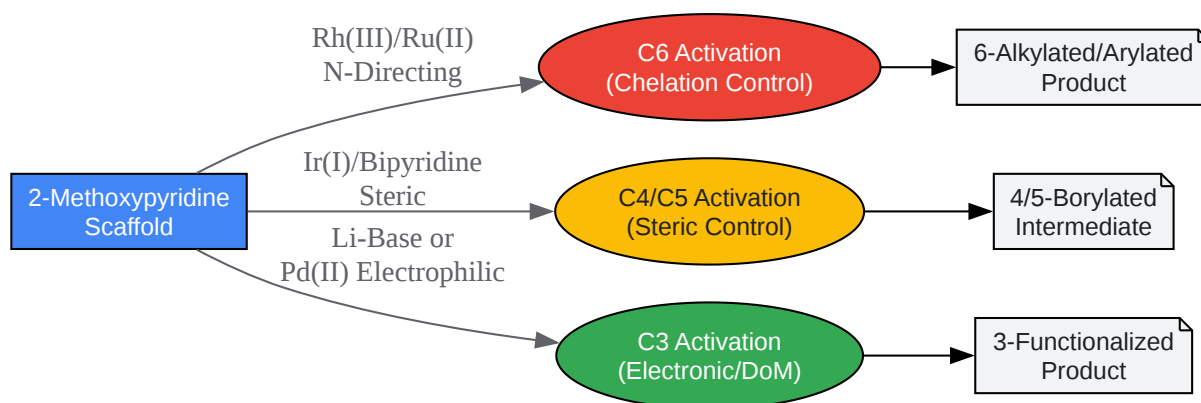 2-Methoxypyridine
Scaffold
Rh(III)/Ru(II)
N-Directing
C6 Activation
(Chelation Control)
6-Alkylated/Arylated
Product
Ir(I)/Bipyridine
Steric
C4/C5 Activation
(Steric Control)
4/5-Borylated
Intermediate
Li-Base or
Pd(II) Electrophilic
C3 Activation
(Electronic/DoM)
3-Functionalized
Product